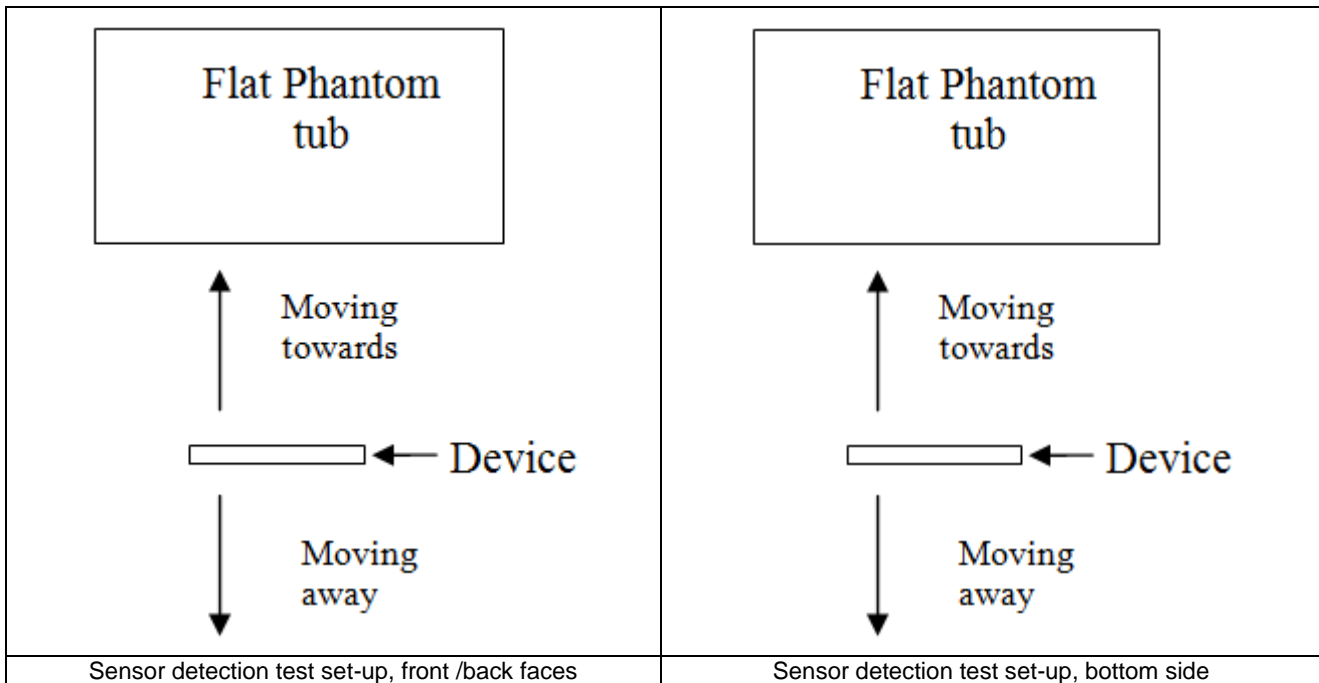 Flat Phantom
tub
Moving
towards
Device
Moving
away
Sensor detection test set-up, front /back faces
Flat Phantom
tub
Moving
towards
Device
Moving
away
Sensor detection test set-up, bottom side